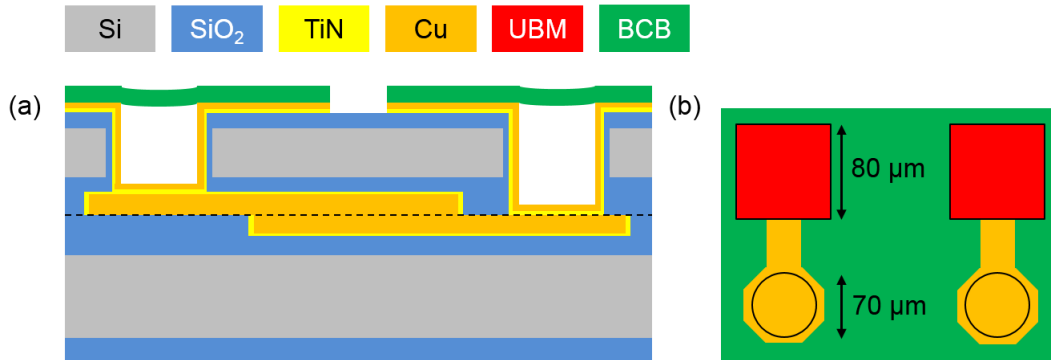 Si SiO₂ TiN Cu UBM BCB
(a)
(b)
80 μm
70 μm